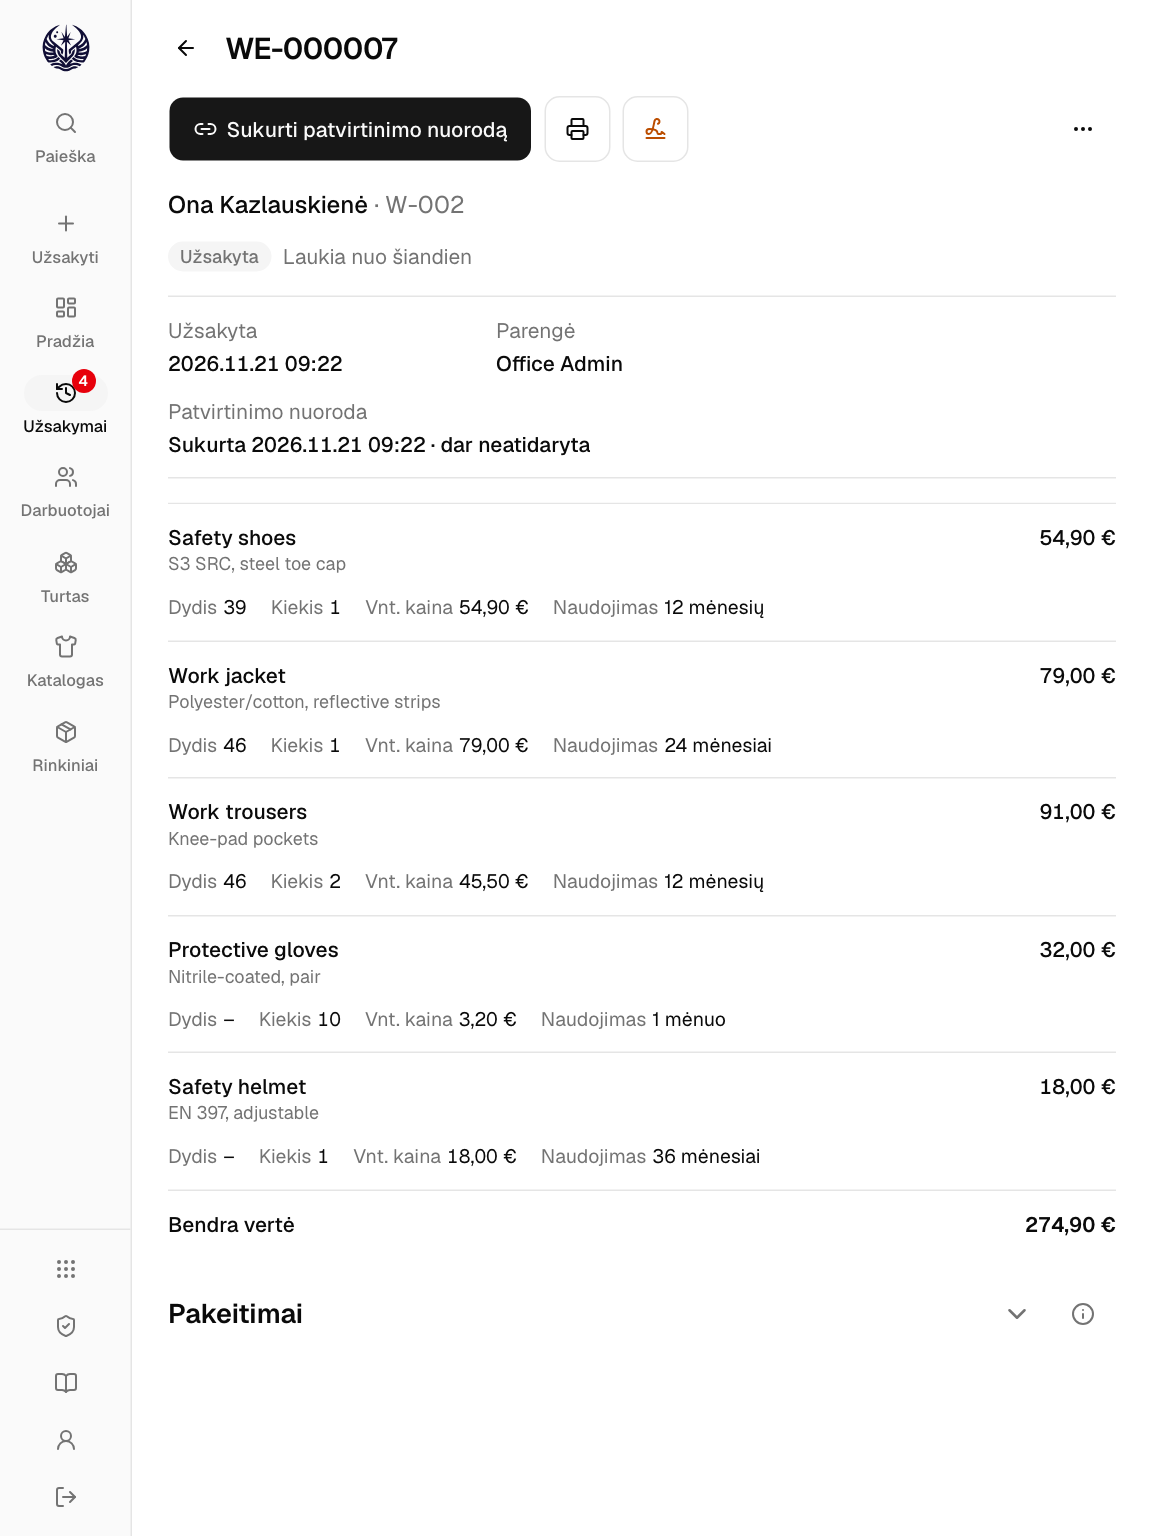 WE-000007
Sukurti patvirtinimo nuorodą
Paieška
Užsakyti
Pradžia
4
Užsakymai
Darbuotojai
Turtas
Katalogas
Rinkiniai
Ona Kazlauskienė · W-002
Užsakyta Laukia nuo šiandien
Užsakyta Parengė
2026.11.21 09:22 Office Admin
Patvirtinimo nuoroda
Sukurta 2026.11.21 09:22 · dar neatidaryta
Safety shoes 54,90 €
S3 SRC, steel toe cap
Dydis 39 Kiekis 1 Vnt. kaina 54,90 € Naudojimas 12 mėnesių
Work jacket 79,00 €
Polyester/cotton, reflective strips
Dydis 46 Kiekis 1 Vnt. kaina 79,00 € Naudojimas 24 mėnesiai
Work trousers 91,00 €
Knee-pad pockets
Dydis 46 Kiekis 2 Vnt. kaina 45,50 € Naudojimas 12 mėnesių
Protective gloves 32,00 €
Nitrile-coated, pair
Dydis – Kiekis 10 Vnt. kaina 3,20 € Naudojimas 1 mėnuo
Safety helmet 18,00 €
EN 397, adjustable
Dydis – Kiekis 1 Vnt. kaina 18,00 € Naudojimas 36 mėnesiai
Bendra vertė 274,90 €
Pakeitimai